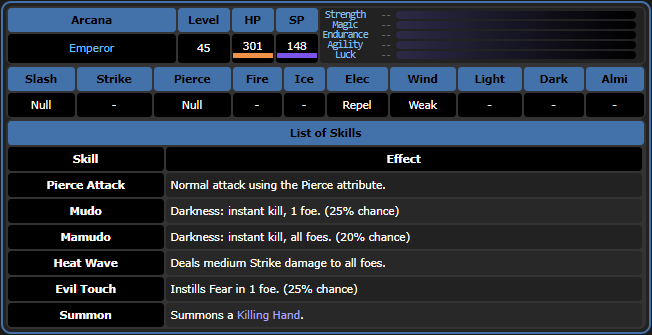 Arcana Level HP SP Strength --
Magic --
Endurance --
Agility --
Luck --
Emperor 45 301 148
Slash Strike Pierce Fire Ice Elec Wind Light Dark Almi
Null - Null - - Repel Weak - - -
List of Skills
Skill Effect
Pierce Attack Normal attack using the Pierce attribute.
Mudo Darkness: instant kill, 1 foe. (25% chance)
Mamudo Darkness: instant kill, all foes. (20% chance)
Heat Wave Deals medium Strike damage to all foes.
Evil Touch Instills Fear in 1 foe. (25% chance)
Summon Summons a Killing Hand.